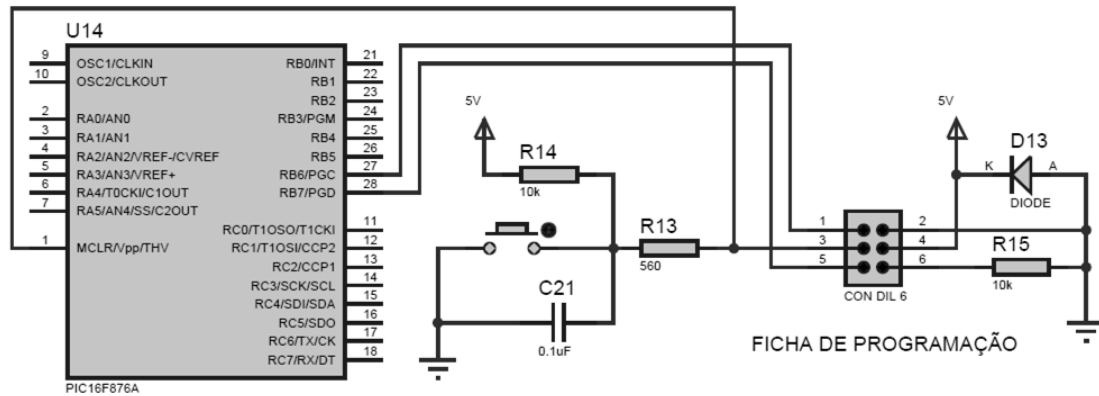 U14
9 OSC1/CLKIN RB0/INT 21
10 OSC2/CLKOUT RB1 22
RB2 23
2 RA0/AN0 RB3/PGM 24
3 RA1/AN1 RB4 25
4 RA2/AN2/VREF-/CVREF RB5 26
5 RA3/AN3/VREF+ RB6/PGC 27
6 RA4/T0CKI/C1OUT RB7/PGD 28
7 RA5/AN4/SS/C2OUT
RC0/T1OSO/T1CKI 11
1 MCLR/Vpp/THV RC1/T1OSI/CCP2 12
RC2/CCP1 13
RC3/SCK/SCL 14
RC4/SDI/SDA 15
RC5/SDO 16
RC6/TX/CK 17
RC7/RX/DT 18
PIC16F876A
5V
R14
10k
R13
560
C21
0.1uF
5V
D13
K A
DIODE
1 2
3 4
5 6
CON DIL 6
R15
10k
FICHA DE PROGRAMAÇÃO